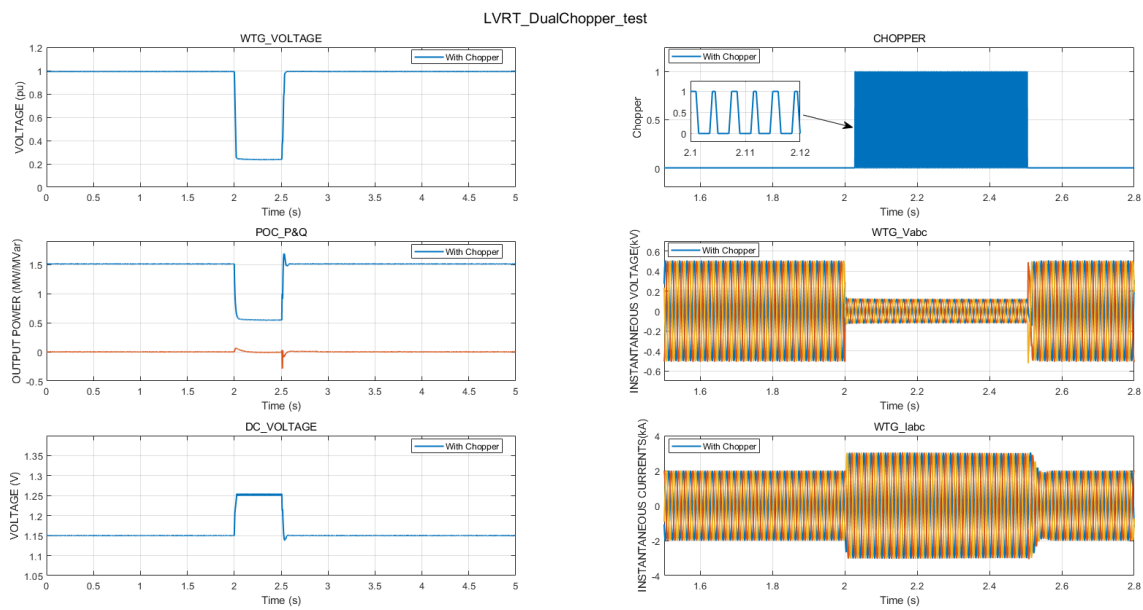 LVRT_DualChopper_test
WTG_VOLTAGE
With Chopper
VOLTAGE (pu)
1.2
1
0.8
0.6
0.4
0.2
0
0 0.5 1 1.5 2 2.5 3 3.5 4 4.5 5
Time (s)
CHOPPER
With Chopper
Chopper
1
0.5
0
1
0.5
0
2.1 2.11 2.12
1.6 1.8 2 2.2 2.4 2.6 2.8
Time (s)
POC_P&Q
With Chopper
OUTPUT POWER (MW/MVar)
1.5
1
0.5
0
-0.5
0 0.5 1 1.5 2 2.5 3 3.5 4 4.5 5
Time (s)
WTG_Vabc
With Chopper
INSTANTANEOUS VOLTAGE(kV)
0.6
0.4
0.2
0
-0.2
-0.4
-0.6
1.6 1.8 2 2.2 2.4 2.6 2.8
Time (s)
DC_VOLTAGE
With Chopper
VOLTAGE (V)
1.35
1.3
1.25
1.2
1.15
1.1
1.05
0 0.5 1 1.5 2 2.5 3 3.5 4 4.5 5
Time (s)
WTG_Iabc
With Chopper
INSTANTANEOUS CURRENTS(kA)
4
2
0
-2
-4
1.6 1.8 2 2.2 2.4 2.6 2.8
Time (s)